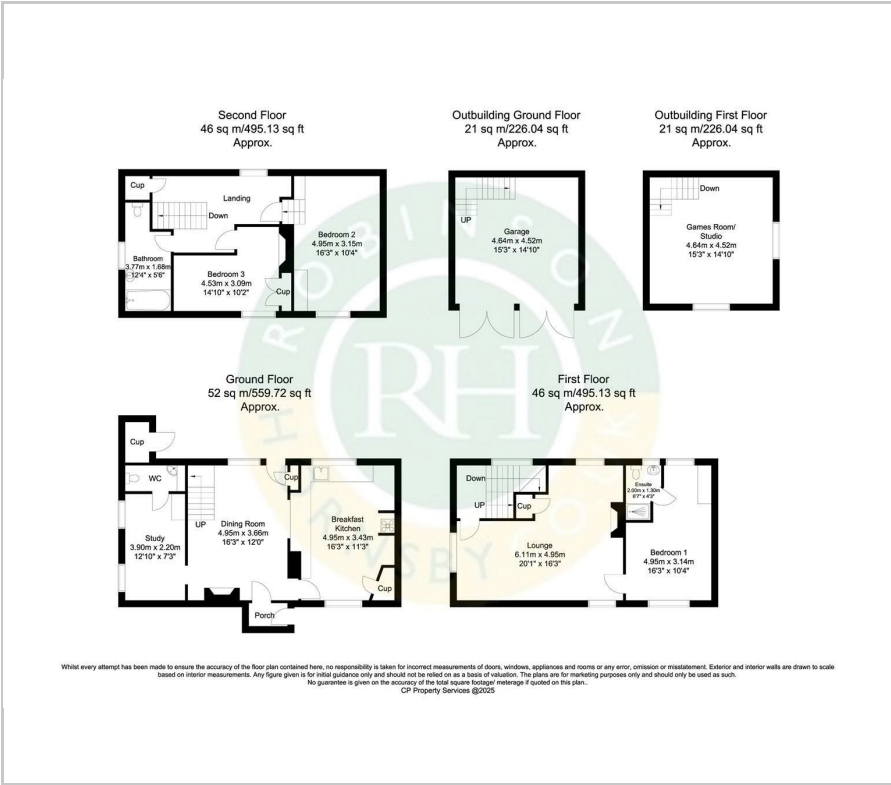 Second Floor
46 sq m/495.13 sq ft
Approx.
Outbuilding Ground Floor
21 sq m/226.04 sq ft
Approx.
Outbuilding First Floor
21 sq m/226.04 sq ft
Approx.
Cup
Landing
Down
Bedroom 2
4.95m x 3.15m
16'3" x 10'4"
Bathroom
3.77m x 1.68m
12'4" x 5'6"
Bedroom 3
4.53m x 3.09m
14'10" x 10'2"
Cup
UP
Garage
4.64m x 4.52m
15'3" x 14'10"
Down
Games Room/
Studio
4.64m x 4.52m
15'3" x 14'10"
ROBINSON
RH
HORNSBY COURT
Ground Floor
52 sq m/559.72 sq ft
Approx.
First Floor
46 sq m/495.13 sq ft
Approx.
Cup
WC
Cup
UP
Study
3.90m x 2.20m
12'10" x 7'3"
Dining Room
4.95m x 3.66m
16'3" x 12'0"
Breakfast
Kitchen
4.95m x 3.43m
16'3" x 11'3"
Cup
Porch
Down
UP
Cup
Lounge
6.11m x 4.95m
20'1" x 16'3"
Ensuite
2.00m x 1.30m
6'7" x 4'3"
Bedroom 1
4.95m x 3.14m
16'3" x 10'4"
Whilst every attempt has been made to ensure the accuracy of the floor plan contained here, no responsibility is taken for incorrect measurements of doors, windows, appliances and rooms or any error, omission or misstatement. Exterior and interior walls are drawn to scale
based on interior measurements. Any figure given is for initial guidance only and should not be relied on as a basis of valuation. The plans are for marketing purposes only and should only be used as such.
No guarantee is given on the accuracy of the total square footage/ meterage if quoted on this plan..
CP Property Services @2025